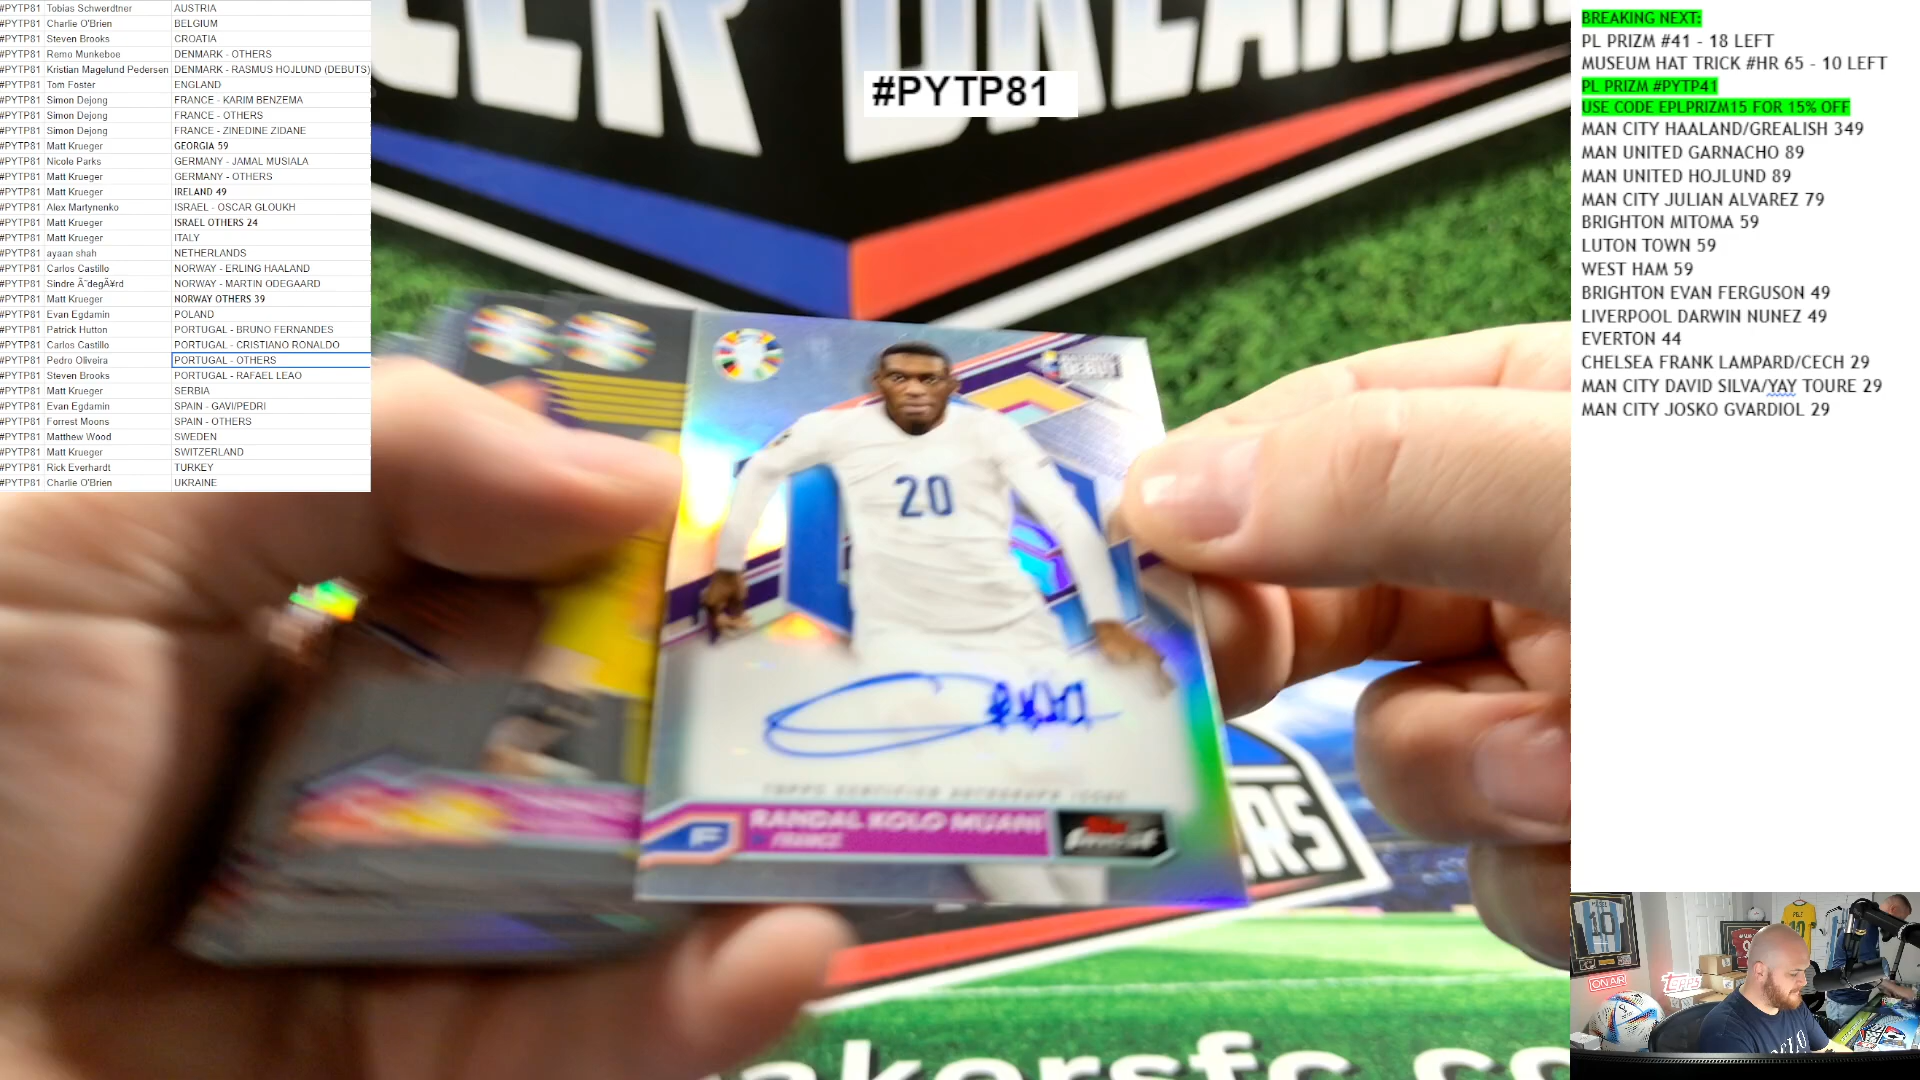 #PYTP81 Tobias Schwerdtner AUSTRIA
#PYTP81 Charlie O'Brien BELGIUM
#PYTP81 Steven Brooks CROATIA
#PYTP81 Remo Munkeboe DENMARK - OTHERS
#PYTP81 Kristian Magelund Pedersen DENMARK - RASMUS HOJLUND (DEBUTS)
#PYTP81 Tom Foster ENGLAND
#PYTP81 Simon Dejong FRANCE - KARIM BENZEMA
#PYTP81 Simon Dejong FRANCE - OTHERS
#PYTP81 Simon Dejong FRANCE - ZINEDINE ZIDANE
#PYTP81 Matt Krueger GEORGIA 59
#PYTP81 Nicole Parks GERMANY - JAMAL MUSIALA
#PYTP81 Matt Krueger GERMANY - OTHERS
#PYTP81 Matt Krueger IRELAND 49
#PYTP81 Alex Martynenko ISRAEL - OSCAR GLOUKH
#PYTP81 Matt Krueger ISRAEL OTHERS 24
#PYTP81 Matt Krueger ITALY
#PYTP81 ayaan shah NETHERLANDS
#PYTP81 Carlos Castillo NORWAY - ERLING HAALAND
#PYTP81 Sindre Ã˜degÃ¥rd NORWAY - MARTIN ODEGAARD
#PYTP81 Matt Krueger NORWAY OTHERS 39
#PYTP81 Evan Egdamin POLAND
#PYTP81 Patrick Hutton PORTUGAL - BRUNO FERNANDES
#PYTP81 Carlos Castillo PORTUGAL - CRISTIANO RONALDO
#PYTP81 Pedro Oliveira PORTUGAL - OTHERS
#PYTP81 Steven Brooks PORTUGAL - RAFAEL LEAO
#PYTP81 Matt Krueger SERBIA
#PYTP81 Evan Egdamin SPAIN - GAVI/PEDRI
#PYTP81 Forrest Moons SPAIN - OTHERS
#PYTP81 Matthew Wood SWEDEN
#PYTP81 Matt Krueger SWITZERLAND
#PYTP81 Rick Everhardt TURKEY
#PYTP81 Charlie O'Brien UKRAINE
#PYTP81
20
TOPPS CERTIFIED AUTOGRAPH ISSUE
F RANDAL KOLO MUANI
FRANCE
finest
BREAKING NEXT:
PL PRIZM #41 - 18 LEFT
MUSEUM HAT TRICK #HR 65 - 10 LEFT
PL PRIZM #PYTP41
USE CODE EPLPRIZM15 FOR 15% OFF
MAN CITY HAALAND/GREALISH 349
MAN UNITED GARNACHO 89
MAN UNITED HOJLUND 89
MAN CITY JULIAN ALVAREZ 79
BRIGHTON MITOMA 59
LUTON TOWN 59
WEST HAM 59
BRIGHTON EVAN FERGUSON 49
LIVERPOOL DARWIN NUNEZ 49
EVERTON 44
CHELSEA FRANK LAMPARD/CECH 29
MAN CITY DAVID SILVA/YAY TOURE 29
MAN CITY JOSKO GVARDIOL 29
10
ON AIR
Topps